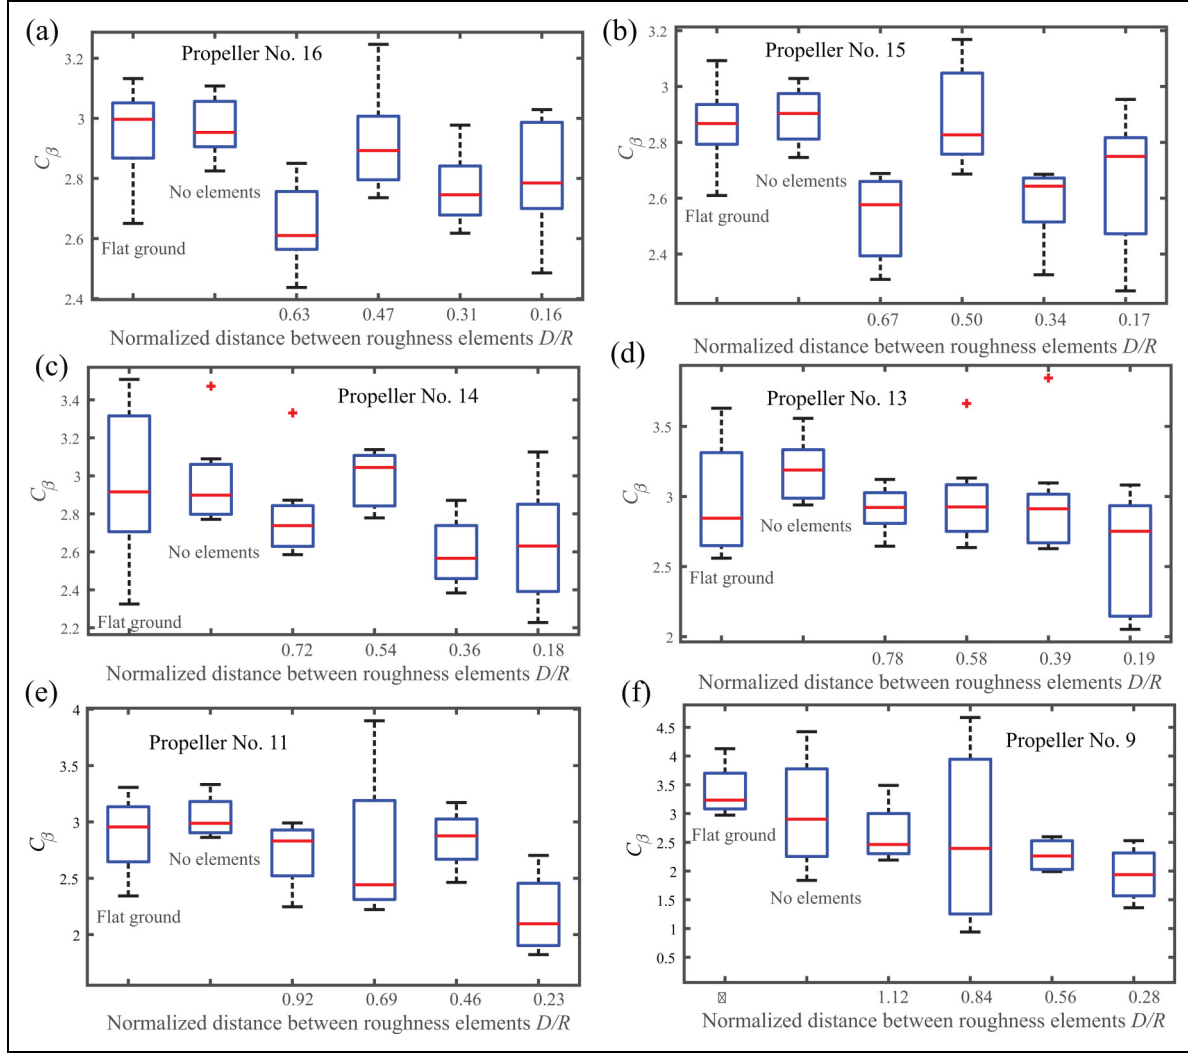 (a)
Propeller No. 16
3.2
3
2.8
2.6
2.4
Cβ
No elements
Flat ground
0.63 0.47 0.31 0.16
Normalized distance between roughness elements D/R
(b)
Propeller No. 15
3.2
3
2.8
2.6
2.4
Cβ
No elements
Flat ground
0.67 0.50 0.34 0.17
Normalized distance between roughness elements D/R
(c)
Propeller No. 14
3.4
3.2
3
2.8
2.6
2.4
2.2
Cβ
No elements
Flat ground
0.72 0.54 0.36 0.18
Normalized distance between roughness elements D/R
(d)
Propeller No. 13
3.5
3
2.5
2
Cβ
No elements
Flat ground
0.78 0.58 0.39 0.19
Normalized distance between roughness elements D/R
(e)
Propeller No. 11
4
3.5
3
2.5
2
Cβ
No elements
Flat ground
0.92 0.69 0.46 0.23
Normalized distance between roughness elements D/R
(f)
Propeller No. 9
4.5
4
3.5
3
2.5
2
1.5
1
0.5
Cβ
Flat ground
No elements
1.12 0.84 0.56 0.28
Normalized distance between roughness elements D/R